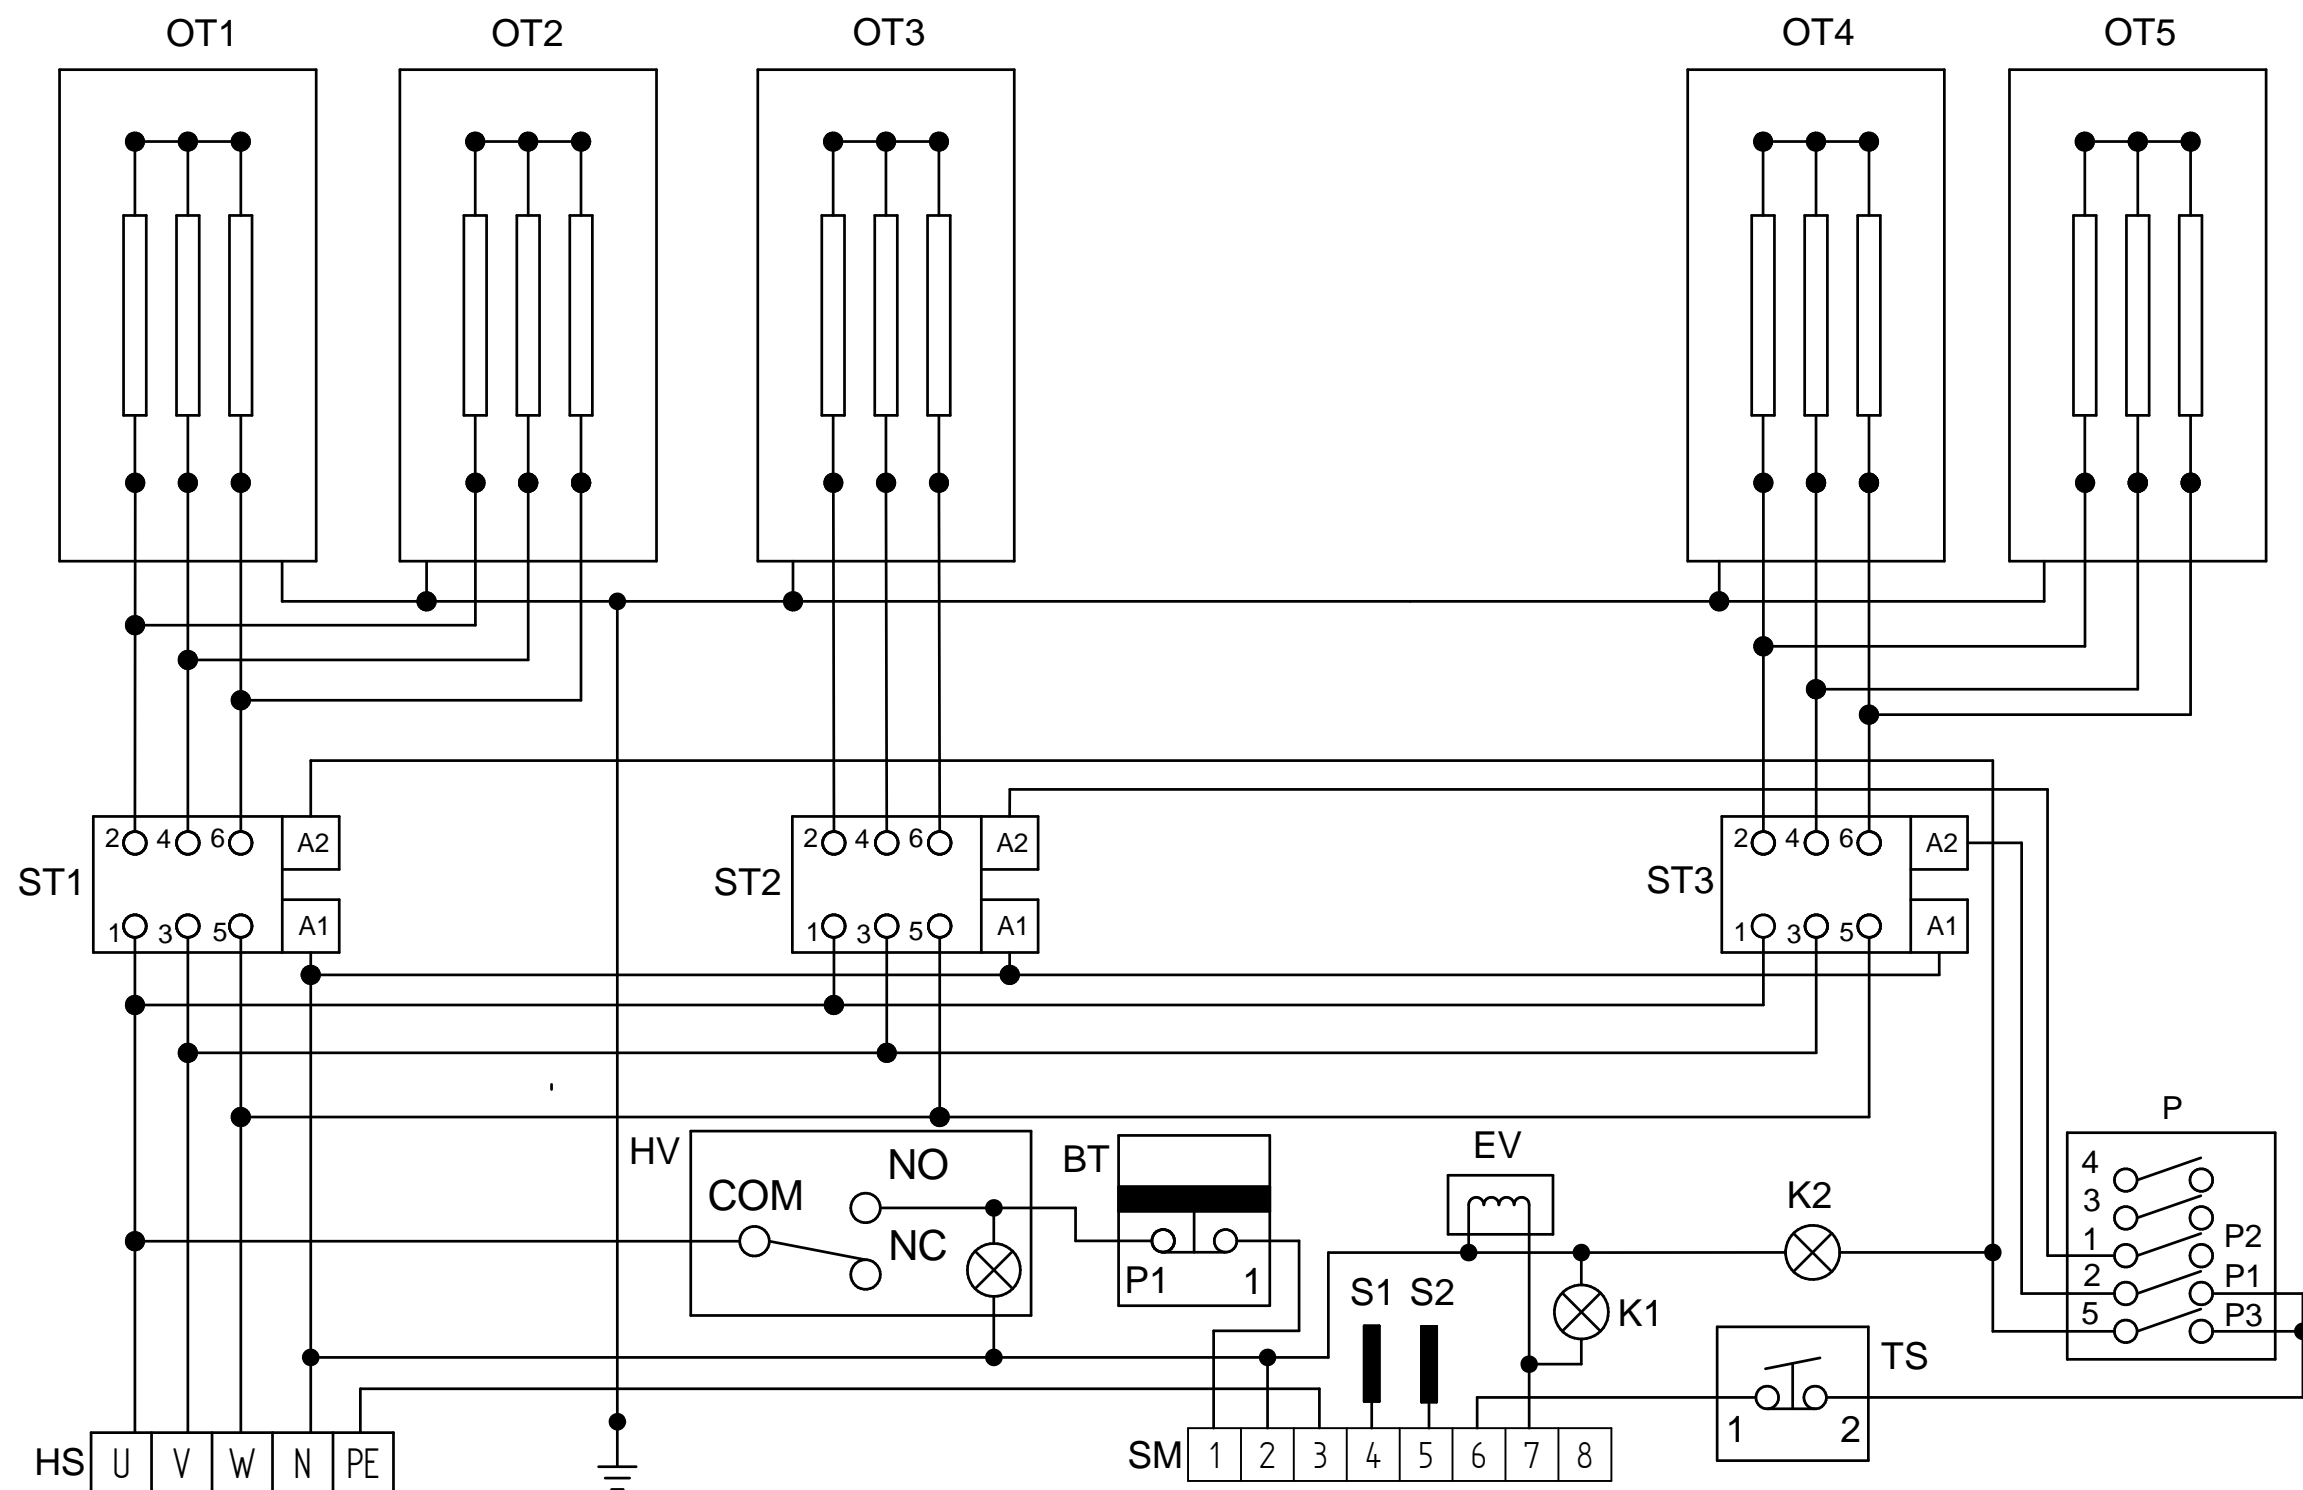 OT1 OT2 OT3 OT4 OT5
2 4 6 A2 2 4 6 A2 2 4 6 A2
ST1 ST2 ST3
1 3 5 A1 1 3 5 A1 1 3 5 A1
P
HV NO BT EV
4
COM K2 3
NC 1 P2
P1 1 S1 S2 K1 2 P1
5 P3
TS
1 2
HS U V W N PE SM 1 2 3 4 5 6 7 8